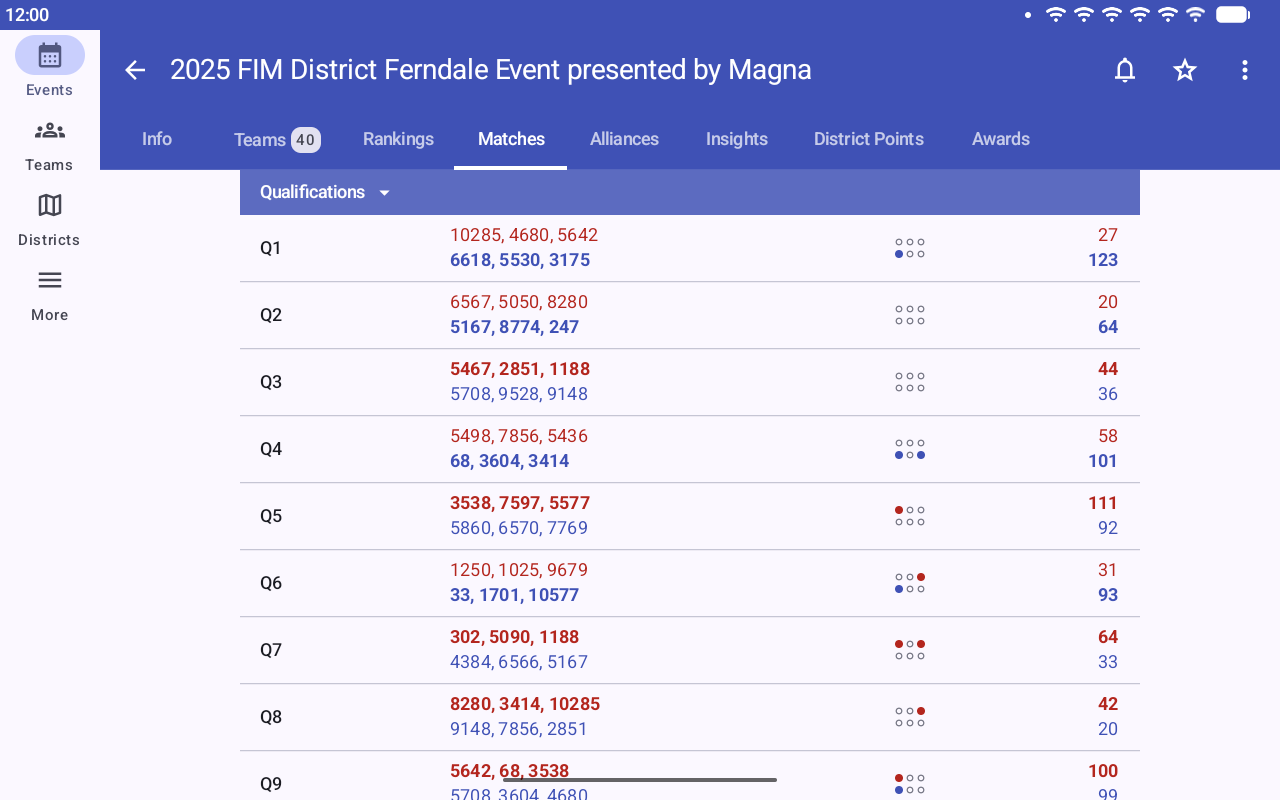 12:00
2025 FIM District Ferndale Event presented by Magna
Events
Teams
Districts
More
Info
Teams 40
Rankings
Matches
Alliances
Insights
District Points
Awards
Qualifications
Q1
10285, 4680, 5642
27
6618, 5530, 3175
123
Q2
6567, 5050, 8280
20
5167, 8774, 247
64
Q3
5467, 2851, 1188
44
5708, 9528, 9148
36
Q4
5498, 7856, 5436
58
68, 3604, 3414
101
Q5
3538, 7597, 5577
111
5860, 6570, 7769
92
Q6
1250, 1025, 9679
31
33, 1701, 10577
93
Q7
302, 5090, 1188
64
4384, 6566, 5167
33
Q8
8280, 3414, 10285
42
9148, 7856, 2851
20
Q9
5642, 68, 3538
100
5708, 3604, 4680
99